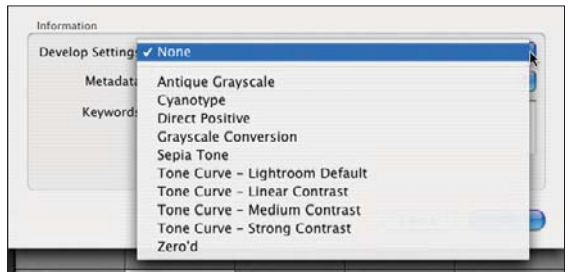 Information
Develop Settings ✓ None
Metadata
Keywords
Antique Grayscale
Cyanotype
Direct Positive
Grayscale Conversion
Sepia Tone
Tone Curve – Lightroom Default
Tone Curve – Linear Contrast
Tone Curve – Medium Contrast
Tone Curve – Strong Contrast
Zero'd